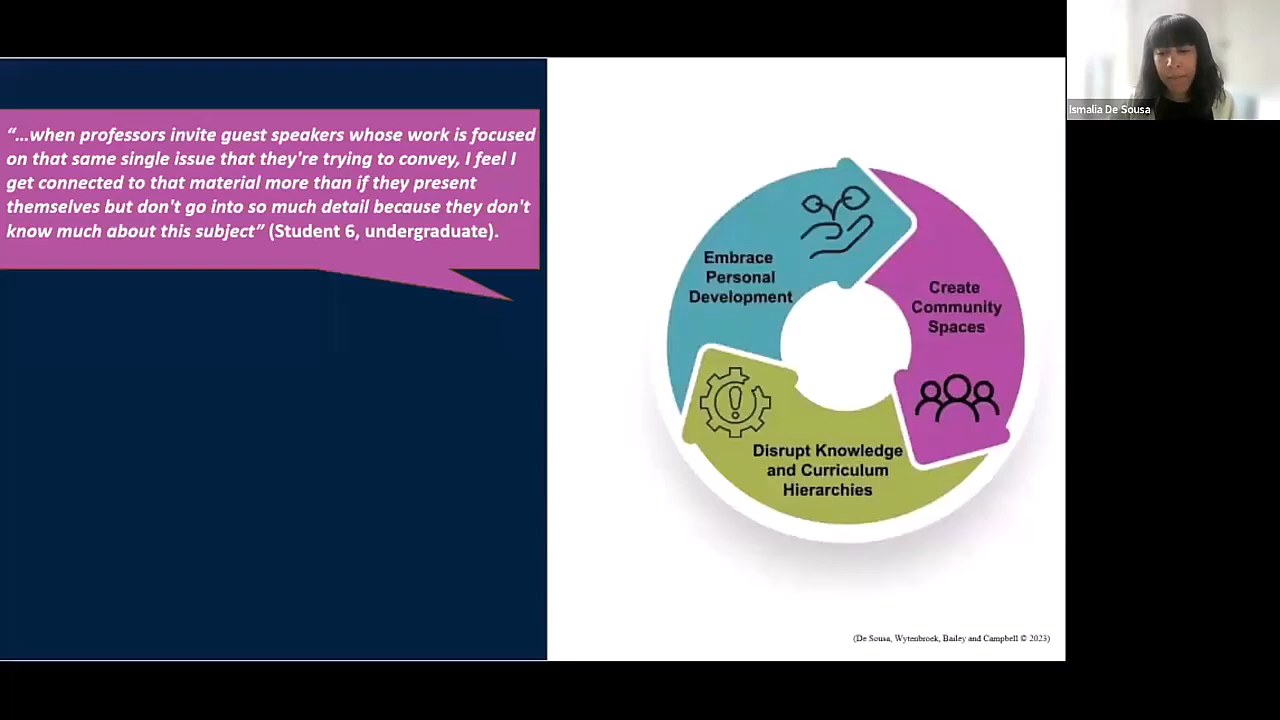 “...when professors invite guest speakers whose work is focused
on that same single issue that they're trying to convey, I feel I
get connected to that material more than if they present
themselves but don't go into so much detail because they don't
know much about this subject” (Student 6, undergraduate).
Embrace
Personal
Development
Create
Community
Spaces
Disrupt Knowledge
and Curriculum
Hierarchies
(De Sousa, Wytenbroek, Bailey and Campbell © 2023)
Ismalia De Sousa